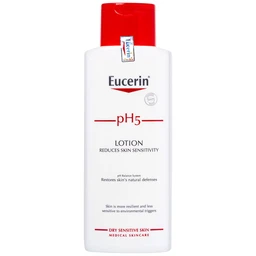 Eucerin®
pH5
LOTION
REDUCES SKIN SENSITIVITY
Restores skin's natural defenses
Skin is more resilient and less
sensitive to environmental triggers
DRY SENSITIVE SKIN
MEDICAL SKINCARE